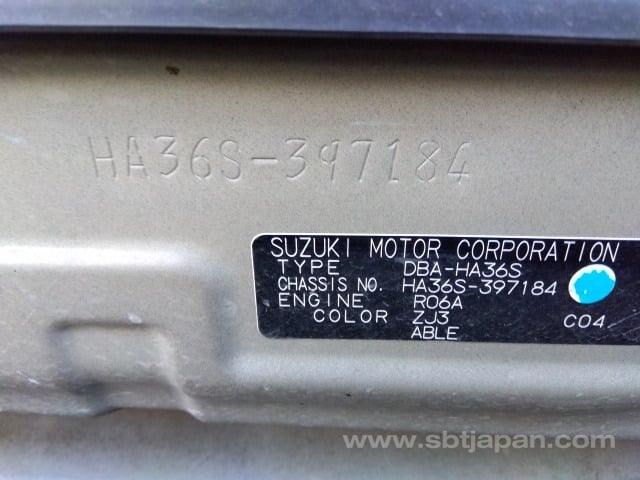 HA36S-397184
SUZUKI MOTOR CORPORATION
TYPE DBA-HA36S
CHASSIS NO. HA36S-397184
ENGINE R06A
COLOR ZJ3 C04
ABLE
www.sbtjapan.com